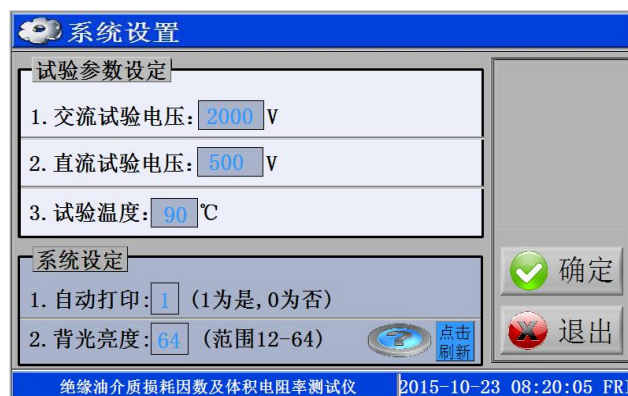 系统设置
试验参数设定
1.交流试验电压: 2000 V
2.直流试验电压: 500 V
3.试验温度: 90 ℃
系统设定
1.自动打印: 1 (1为是,0为否)
2.背光亮度: 64 (范围12-64)
点击
刷新
确定
退出
绝缘油介质损耗因数及体积电阻率测试仪
2015-10-23 08:20:05 FRI